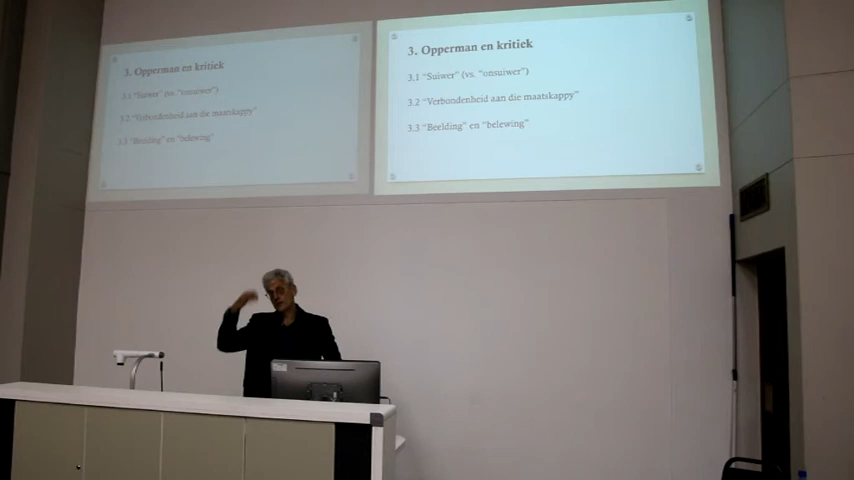 3. Opperman en kritiek
3.1 “Suiwer” (vs. “onsuiwer”)
3.2 “Verbondenheid aan die maatskappy”
3.3 “Beelding” en “belewing”
3. Opperman en kritiek
3.1 “Suiwer” (vs. “onsuiwer”)
3.2 “Verbondenheid aan die maatskappy”
3.3 “Beelding” en “belewing”